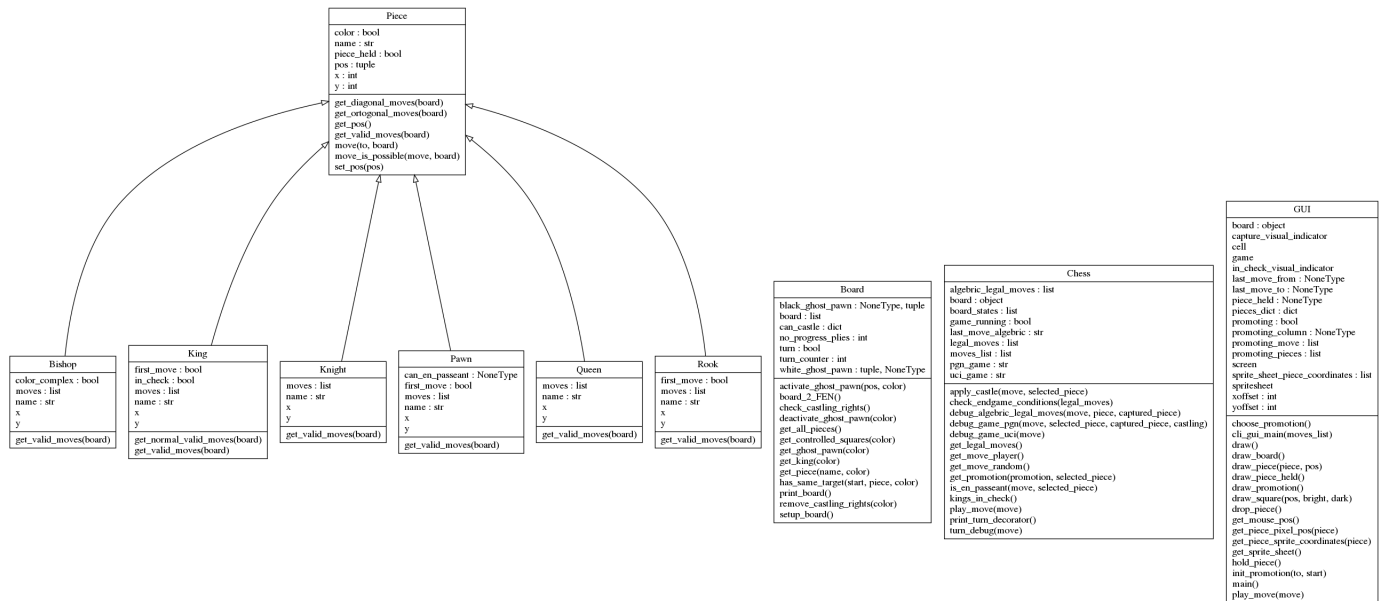 Piece
color : bool
name : str
piece_held : bool
pos : tuple
x : int
y : int
get_diagonal_moves(board)
get_ortogonal_moves(board)
get_pos()
get_valid_moves(board)
move(to, board)
move_is_possible(move, board)
set_pos(pos)
Bishop
color_complex : bool
moves : list
name : str
x
y
get_valid_moves(board)
King
first_move : bool
in_check : bool
moves : list
name : str
x
y
get_normal_valid_moves(board)
get_valid_moves(board)
Knight
moves : list
name : str
x
y
get_valid_moves(board)
Pawn
can_en_passeant : NoneType
first_move : bool
moves : list
name : str
x
y
get_valid_moves(board)
Queen
moves : list
name : str
x
y
get_valid_moves(board)
Rook
first_move : bool
moves : list
name : str
x
y
get_valid_moves(board)
Board
black_ghost_pawn : NoneType, tuple
board : list
can_castle : dict
no_progress_plies : int
turn : bool
turn_counter : int
white_ghost_pawn : tuple, NoneType
activate_ghost_pawn(pos, color)
board_2_FEN()
check_castling_rights()
deactivate_ghost_pawn(color)
get_all_pieces()
get_controlled_squares(color)
get_ghost_pawn(color)
get_king(color)
get_piece(name, color)
has_same_target(start, piece, color)
print_board()
remove_castling_rights(color)
setup_board()
Chess
algebric_legal_moves : list
board : object
board_states : list
game_running : bool
last_move_algebric : str
legal_moves : list
moves_list : list
pgn_game : str
uci_game : str
apply_castle(move, selected_piece)
check_endgame_conditions(legal_moves)
debug_algebric_legal_moves(move, piece, captured_piece)
debug_game_pgn(move, selected_piece, captured_piece, castling)
debug_game_uci(move)
get_legal_moves()
get_move_player()
get_move_random()
get_promotion(promotion, selected_piece)
is_en_passeant(move, selected_piece)
kings_in_check()
play_move(move)
print_turn_decorator()
turn_debug(move)
GUI
board : object
capture_visual_indicator
cell
game
in_check_visual_indicator
last_move_from : NoneType
last_move_to : NoneType
piece_held : NoneType
pieces_dict : dict
promoting : bool
promoting_column : NoneType
promoting_move : list
promoting_pieces : list
screen
sprite_sheet_piece_coordinates : list
spritesheet
xoffset : int
yoffset : int
choose_promotion()
cli_gui_main(moves_list)
draw()
draw_board()
draw_piece(piece, pos)
draw_piece_held()
draw_promotion()
draw_square(pos, bright, dark)
drop_piece()
get_mouse_pos()
get_piece_pixel_pos(piece)
get_piece_sprite_coordinates(piece)
get_sprite_sheet()
hold_piece()
init_promotion(to, start)
main()
play_move(move)